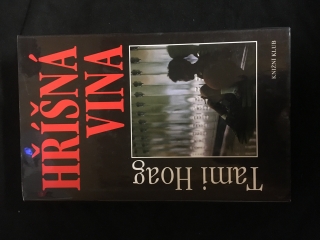 HŘÍŠNÁ
VINA
Tami Hoag
KNIŽNÍ KLUB